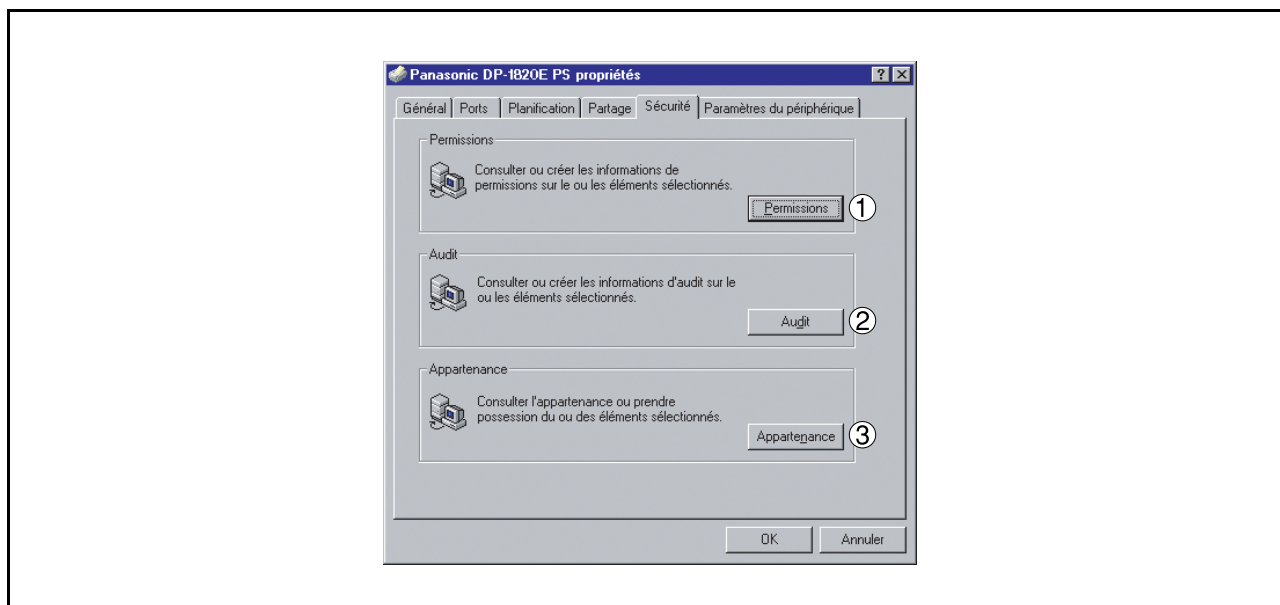 Panasonic DP-1820E PS propriétés
Général Ports Planification Partage Sécurité Paramètres du périphérique
Permissions
Consulter ou créer les informations de
permissions sur le ou les éléments sélectionnés.
Permissions ①
Audit
Consulter ou créer les informations d'audit sur le
ou les éléments sélectionnés.
Audit ②
Appartenance
Consulter l'appartenance ou prendre
possession du ou des éléments sélectionnés.
Appartenance ③
OK Annuler